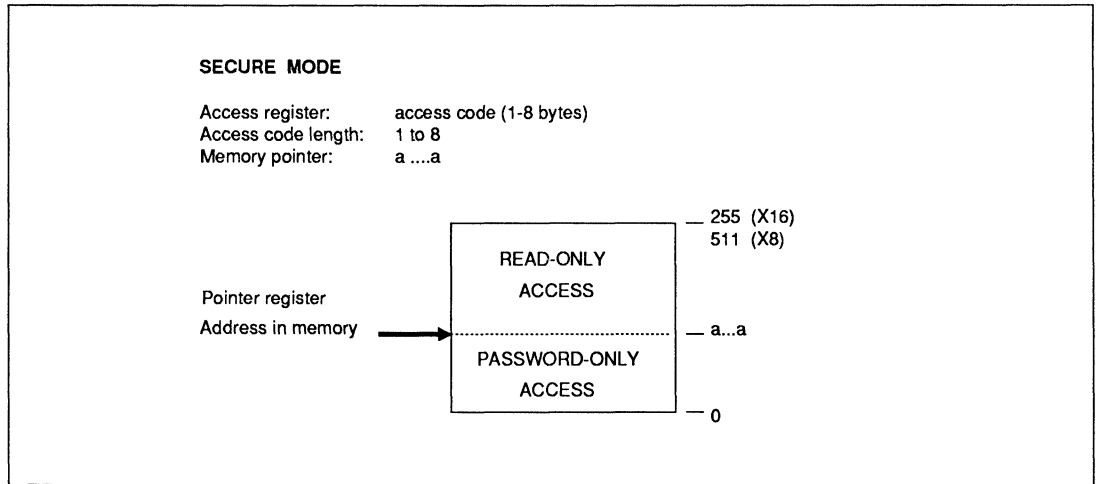 SECURE MODE
Access register: access code (1-8 bytes)
Access code length: 1 to 8
Memory pointer: a ....a
255 (X16)
511 (X8)
READ-ONLY
ACCESS
Pointer register
Address in memory
a...a
PASSWORD-ONLY
ACCESS
0